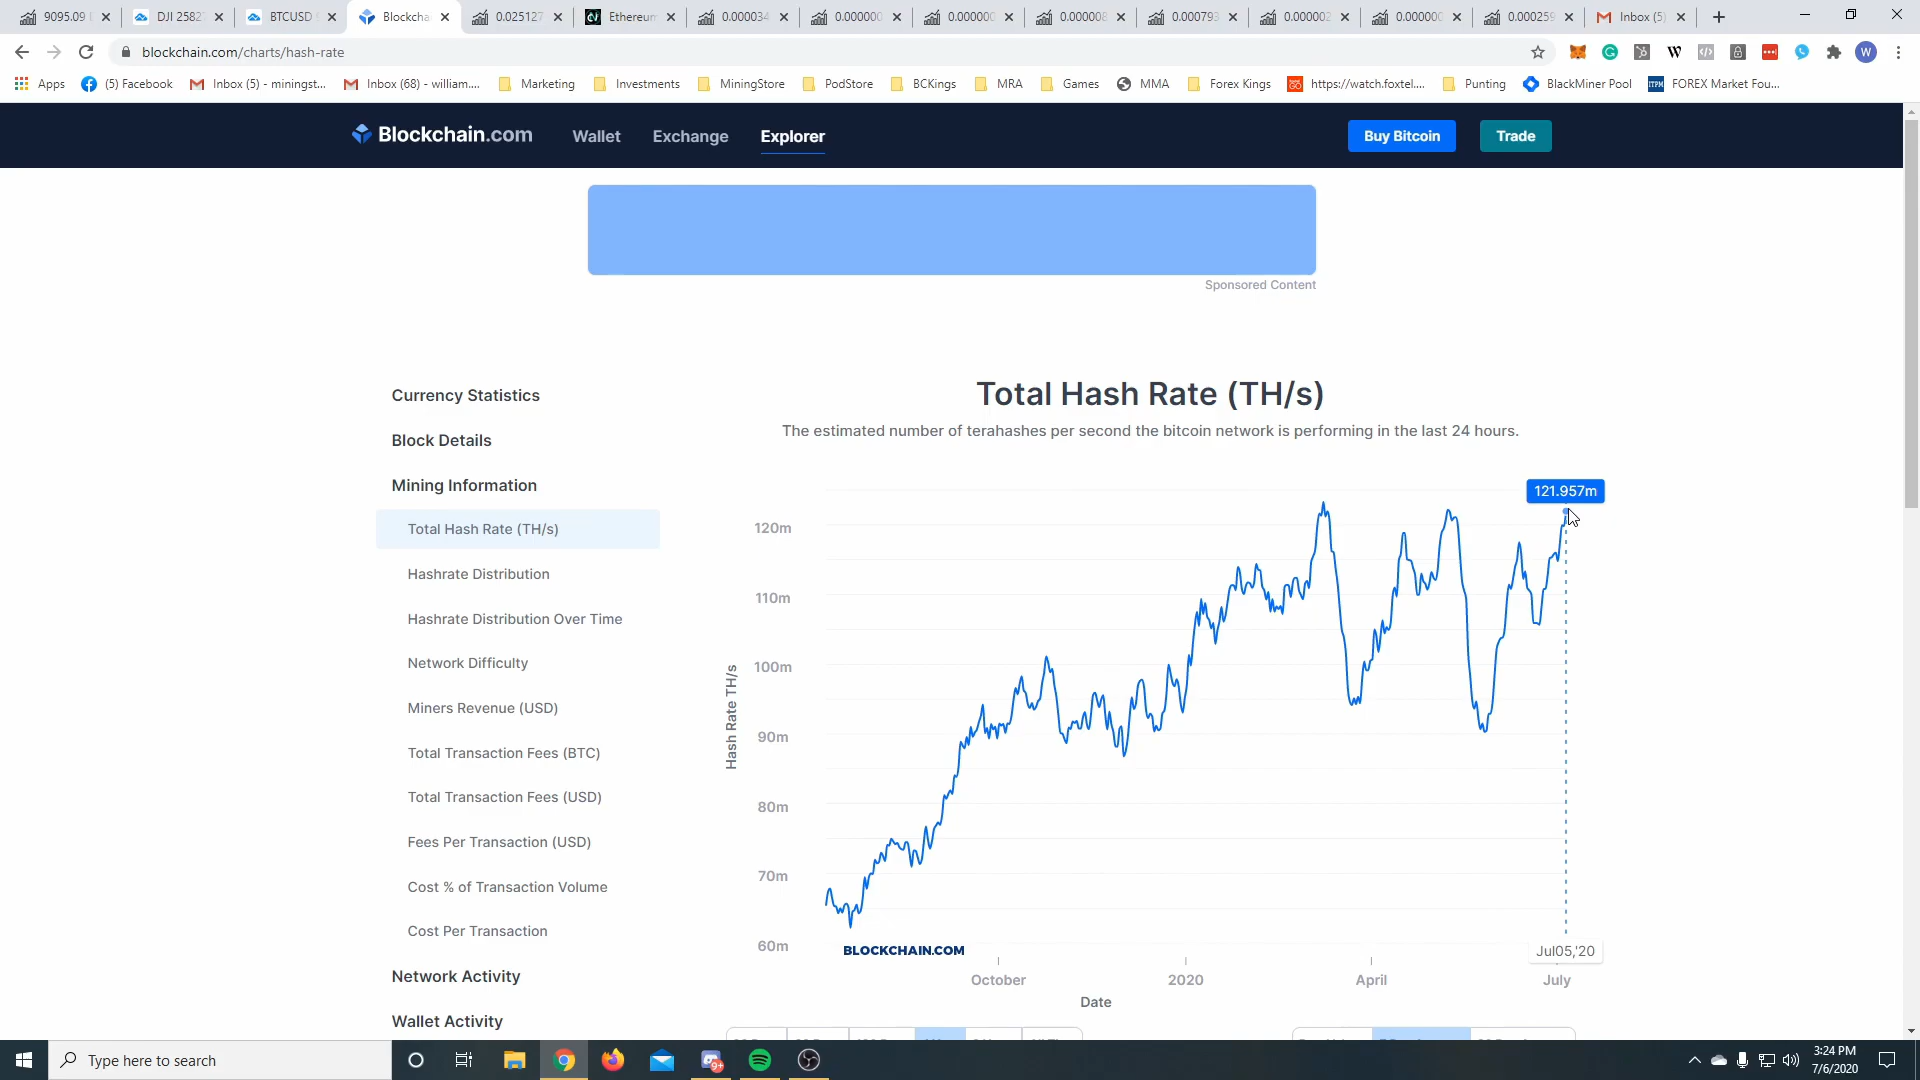 9095.09
DJI 2582
BTCUSD
Blockcha
0.025127
Ethereum
0.000034
0.000000
0.000000
0.000008
0.000793
0.000002
0.000000
0.000259
Inbox (5)
blockchain.com/charts/hash-rate
Apps
(5) Facebook
Inbox (5) - miningst...
Inbox (68) - william....
Marketing
Investments
MiningStore
PodStore
BCKings
MRA
Games
MMA
Forex Kings
https://watch.foxtel....
Punting
BlackMiner Pool
FOREX Market Fou...
Blockchain.com
Wallet
Exchange
Explorer
Buy Bitcoin
Trade
Sponsored Content
Currency Statistics
Block Details
Mining Information
Total Hash Rate (TH/s)
Hashrate Distribution
Hashrate Distribution Over Time
Network Difficulty
Miners Revenue (USD)
Total Transaction Fees (BTC)
Total Transaction Fees (USD)
Fees Per Transaction (USD)
Cost % of Transaction Volume
Cost Per Transaction
Network Activity
Wallet Activity
Total Hash Rate (TH/s)
The estimated number of terahashes per second the bitcoin network is performing in the last 24 hours.
121.957m
120m
110m
100m
90m
80m
70m
60m
Hash Rate TH/s
BLOCKCHAIN.COM
Jul05,'20
October
2020
April
July
Date
Type here to search
9+
3:24 PM
7/6/2020